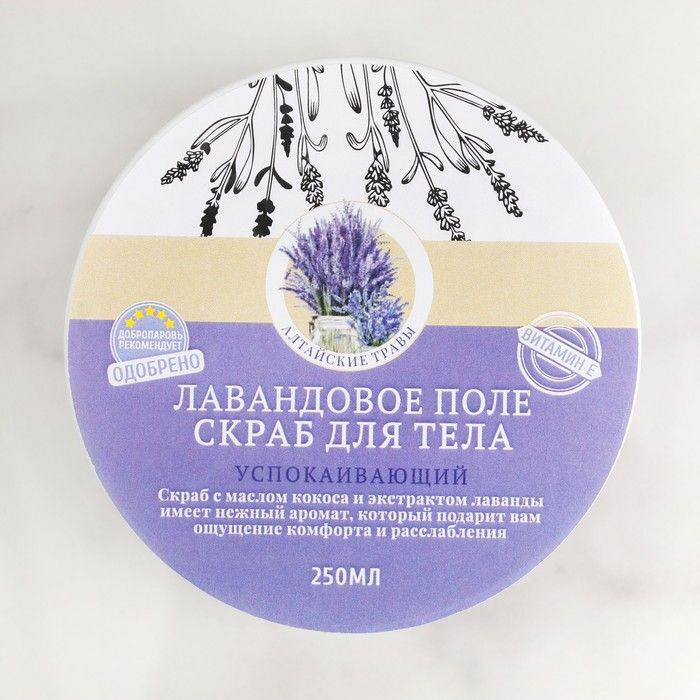 АЛТАЙСКИЕ ТРАВЫ
ДОБРОПАРОВЪ
РЕКОМЕНДУЕТ
ОДОБРЕНО
ВИТАМИН Е
ЛАВАНДОВОЕ ПОЛЕ
СКРАБ ДЛЯ ТЕЛА
УСПОКАИВАЮЩИЙ
Скраб с маслом кокоса и экстрактом лаванды
имеет нежный аромат, который подарит вам
ощущение комфорта и расслабления
250МЛ